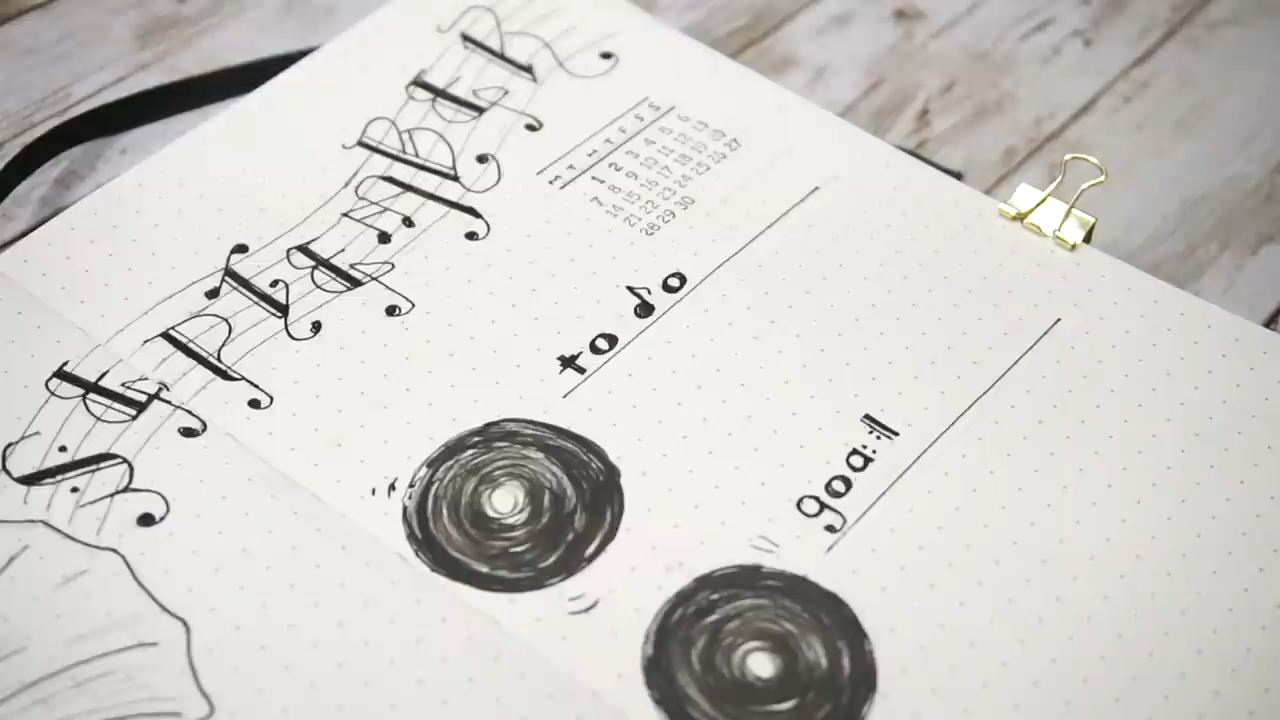 SEPTEMBER
M T W T F S S
1 2 3 4 5 6
7 8 9 10 11 12 13
14 15 16 17 18 19 20
21 22 23 24 25 26 27
28 29 30
to do
goal